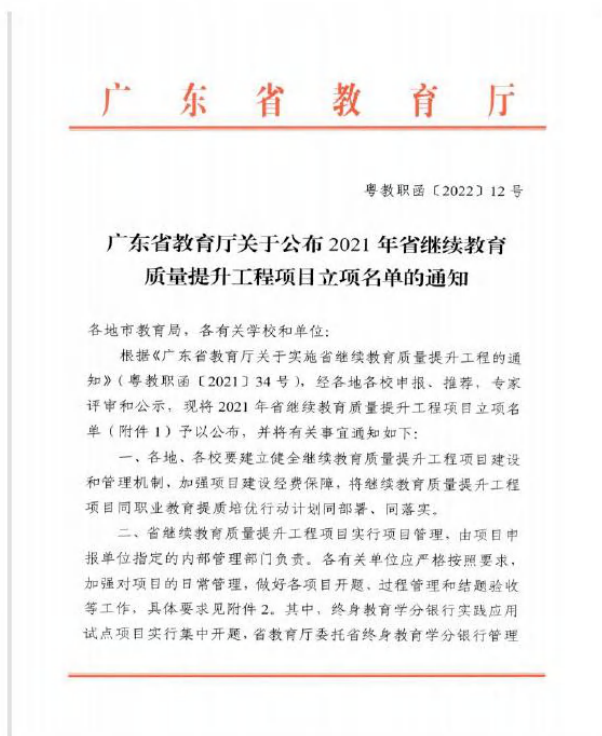 广东省教育厅
粤教职函〔2022〕12号
广东省教育厅关于公布2021年省继续教育
质量提升工程项目立项名单的通知
各地市教育局，各有关学校和单位：
根据《广东省教育厅关于实施省继续教育质量提升工程的通
知》（粤教职函〔2021〕34号），经各地各校申报、推荐，专家
评审和公示，现将2021年省继续教育质量提升工程项目立项名
单（附件1）予以公布，并将有关事宜通知如下：
一、各地、各校要建立健全继续教育质量提升工程项目建设
和管理机制，加强项目建设经费保障，将继续教育质量提升工程
项目同职业教育提质培优行动计划同部署、同落实。
二、省继续教育质量提升工程项目实行项目管理，由项目申
报单位指定的内部管理部门负责。各有关单位应严格按照要求，
加强对项目的日常管理，做好各项目开题、过程管理和结题验收
等工作，具体要求见附件2。其中，终身教育学分银行实践应用
试点项目实行集中开题，省教育厅委托省终身教育学分银行管理